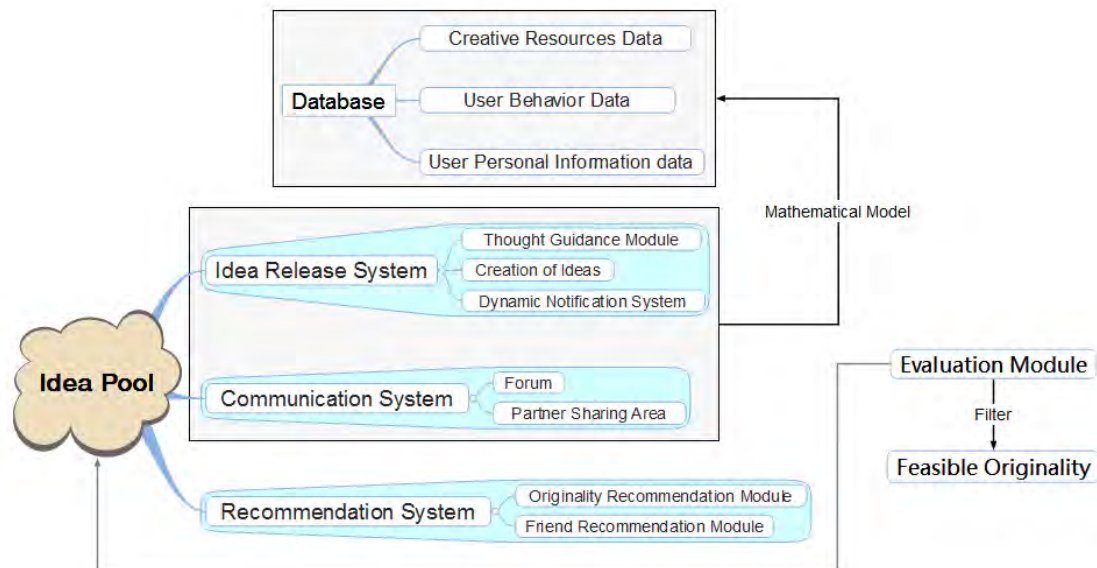 Creative Resources Data
Database
User Behavior Data
User Personal Information data
Mathematical Model
Thought Guidance Module
Idea Release System
Creation of Ideas
Dynamic Notification System
Idea Pool
Evaluation Module
Forum
Communication System
Partner Sharing Area
Filter
Feasible Originality
Originality Recommendation Module
Recommendation System
Friend Recommendation Module